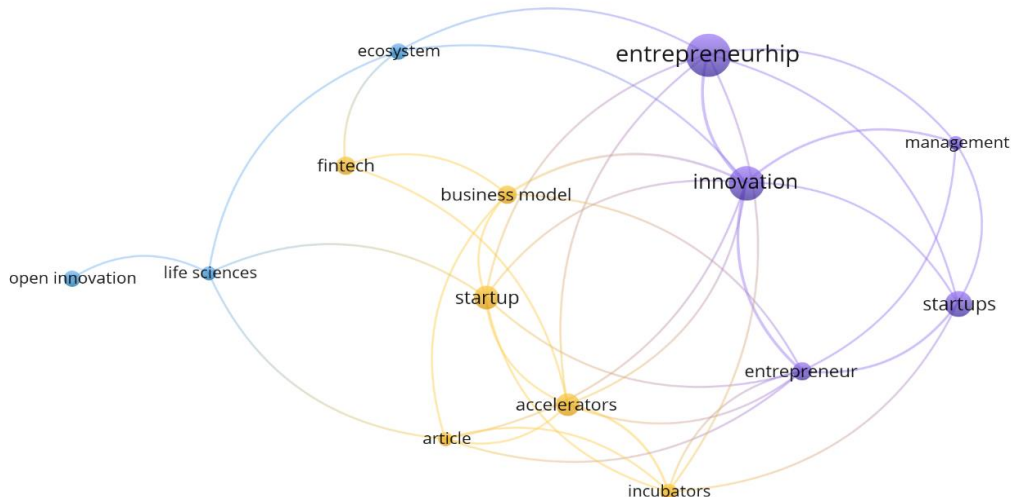 ecosystem
entrepreneurhip
management
fintech
innovation
business model
open innovation
life sciences
startup
startups
entrepreneur
accelerators
article
incubators